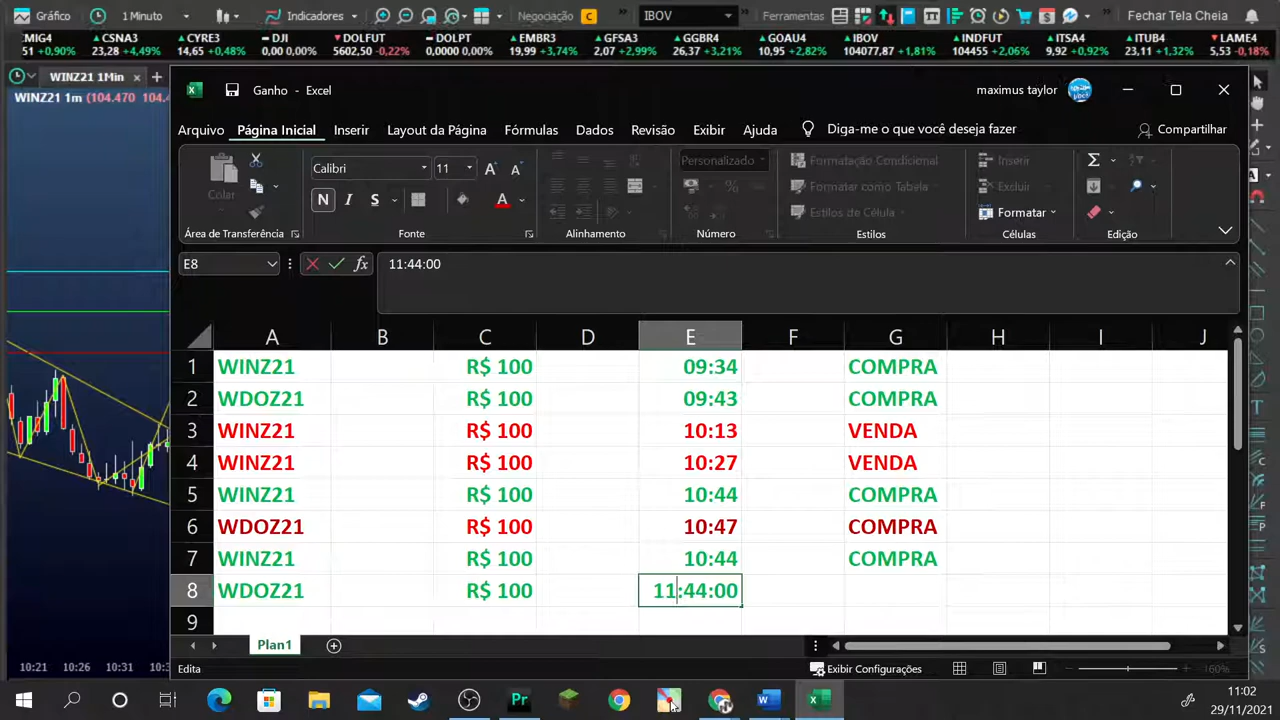 Gráfico 1 Minuto Indicadores Negociação C IBOV Ferramentas Fechar Tela Cheia
MIG4 CSNA3 CYRE3 DJI DOLFUT DOLPT EMBR3 GFSA3 GGBR4 GOAU4 IBOV INDFUT ITSA4 ITUB4 LAME4
51 +0,90% 23,28 +4,49% 14,65 +0,48% 0,00 0,00% 5602,50 -0,22% 0,0000 0,00% 19,99 +3,74% 2,07 +2,99% 26,37 +3,21% 10,95 +2,82% 104077,87 +1,81% 104455 +2,06% 9,92 +0,92% 23,11 +1,32% 5,53 -0,18%
WINZ21 1Min
WINZ21 1m (104.470 104.4
Ganho - Excel maximus taylor
Arquivo Página Inicial Inserir Layout da Página Fórmulas Dados Revisão Exibir Ajuda Diga-me o que você deseja fazer Compartilhar
Colar Calibri 11 Personalizado Formatação Condicional Inserir
Formatar como Tabela Excluir
N I S A Estilos de Célula Formatar
Área de Transferência Fonte Alinhamento Número Estilos Células Edição
E8 fx 11:44:00
A B C D E F G H I J
1 WINZ21 R$ 100 09:34 COMPRA
2 WDOZ21 R$ 100 09:43 COMPRA
3 WINZ21 R$ 100 10:13 VENDA
4 WINZ21 R$ 100 10:27 VENDA
5 WINZ21 R$ 100 10:44 COMPRA
6 WDOZ21 R$ 100 10:47 COMPRA
7 WINZ21 R$ 100 10:44 COMPRA
8 WDOZ21 R$ 100 11:44:00
9
Plan1
10:21 10:26 10:31 10:3
Edita Exibir Configurações 160%
Pr 11:02
29/11/2021